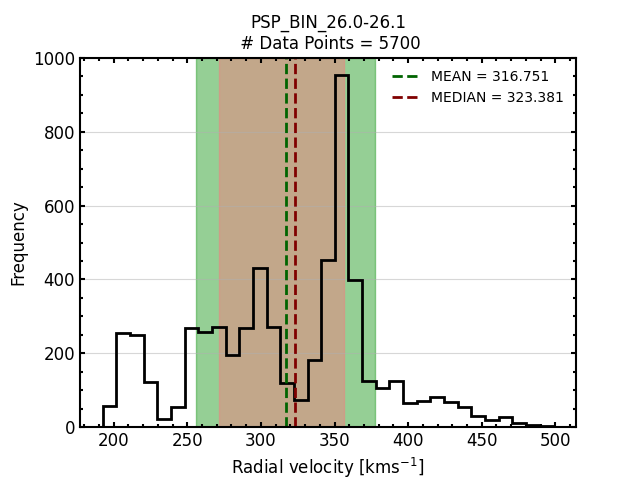 PSP_BIN_26.0-26.1
# Data Points = 5700
1000
800
600
400
200
0
Frequency
MEAN = 316.751
MEDIAN = 323.381
200 250 300 350 400 450 500
Radial velocity [kms⁻¹]